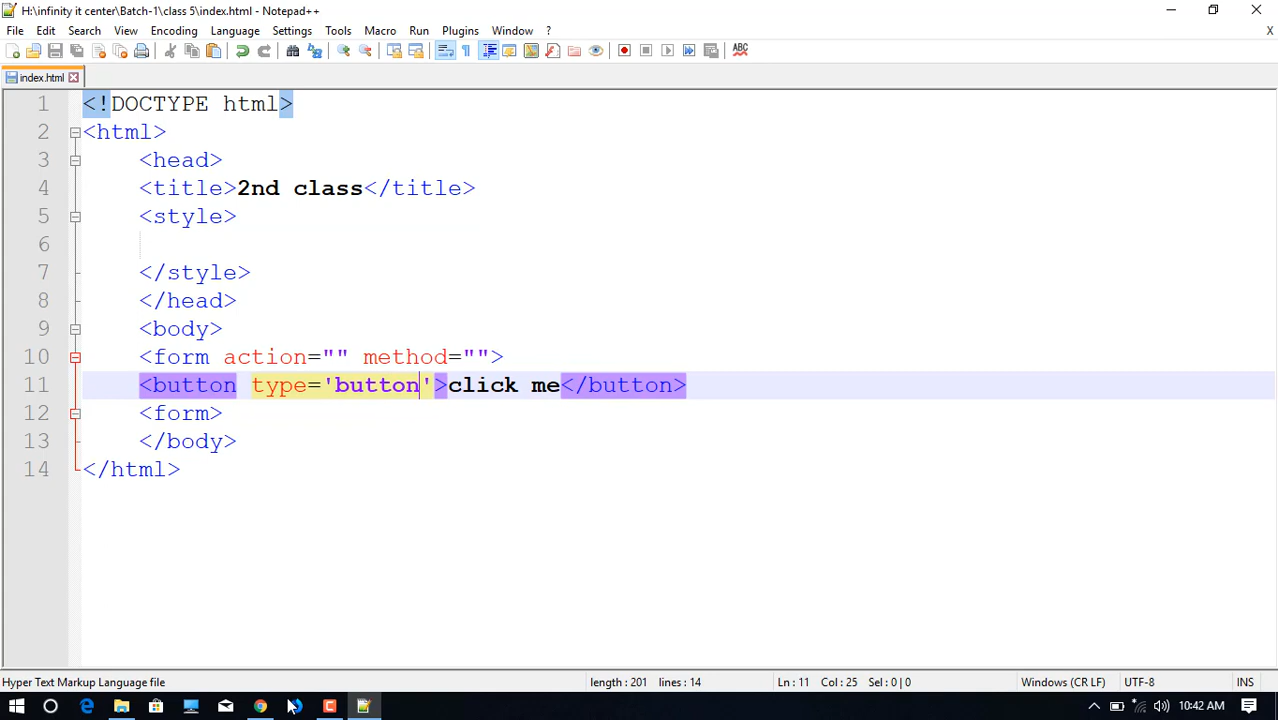 H:\infinity it center\Batch-1\class 5\index.html - Notepad++
File Edit Search View Encoding Language Settings Tools Macro Run Plugins Window ? X
ABC
index.html
1 <!DOCTYPE html>
2 <html>
3 <head>
4 <title>2nd class</title>
5 <style>
6
7 </style>
8 </head>
9 <body>
10 <form action="" method="">
11 <button type='button'>click me</button>
12 <form>
13 </body>
14 </html>
Hyper Text Markup Language file length : 201 lines : 14 Ln : 11 Col : 25 Sel : 0 | 0 Windows (CR LF) UTF-8 INS
10:42 AM